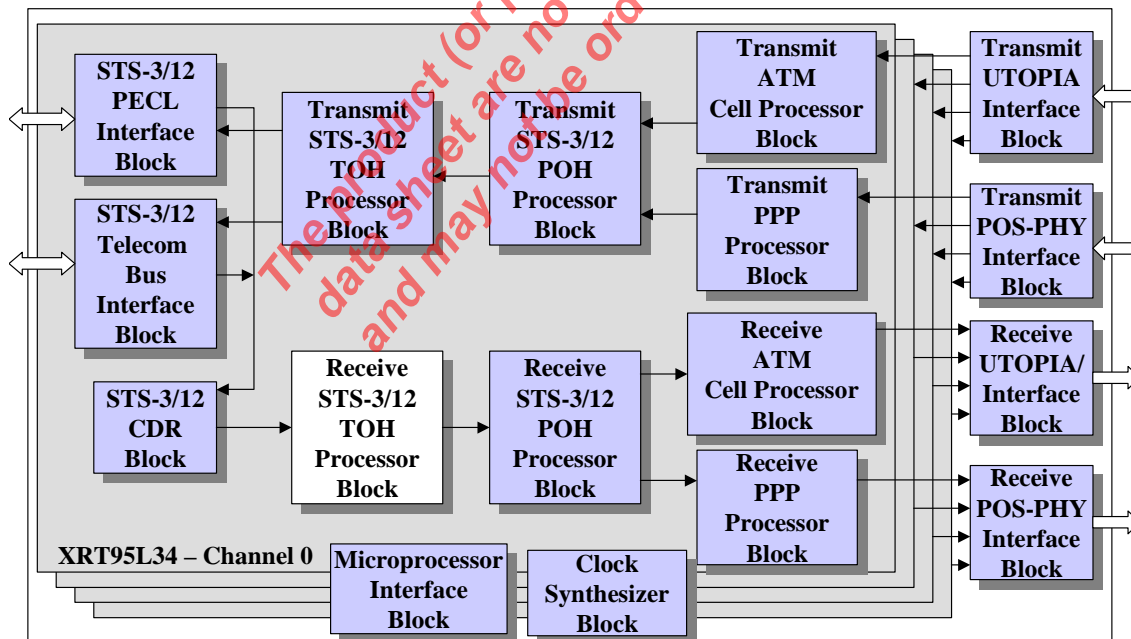 STS-3/12
PECL
Interface
Block
Transmit
STS-3/12
TOH
Processor
Block
Transmit
STS-3/12
POH
Processor
Block
Transmit
ATM
Cell Processor
Block
Transmit
UTOPIA
Interface
Block
STS-3/12
Telecom
Bus
Interface
Block
Transmit
PPP
Processor
Block
Transmit
POS-PHY
Interface
Block
STS-3/12
CDR
Block
Receive
STS-3/12
TOH
Processor
Block
Receive
STS-3/12
POH
Processor
Block
Receive
ATM
Cell Processor
Block
Receive
UTOPIA/
Interface
Block
Receive
PPP
Processor
Block
Receive
POS-PHY
Interface
Block
XRT95L34 – Channel 0
Microprocessor
Interface
Block
Clock
Synthesizer
Block
The product (or
data sheet are no
and may not be ord